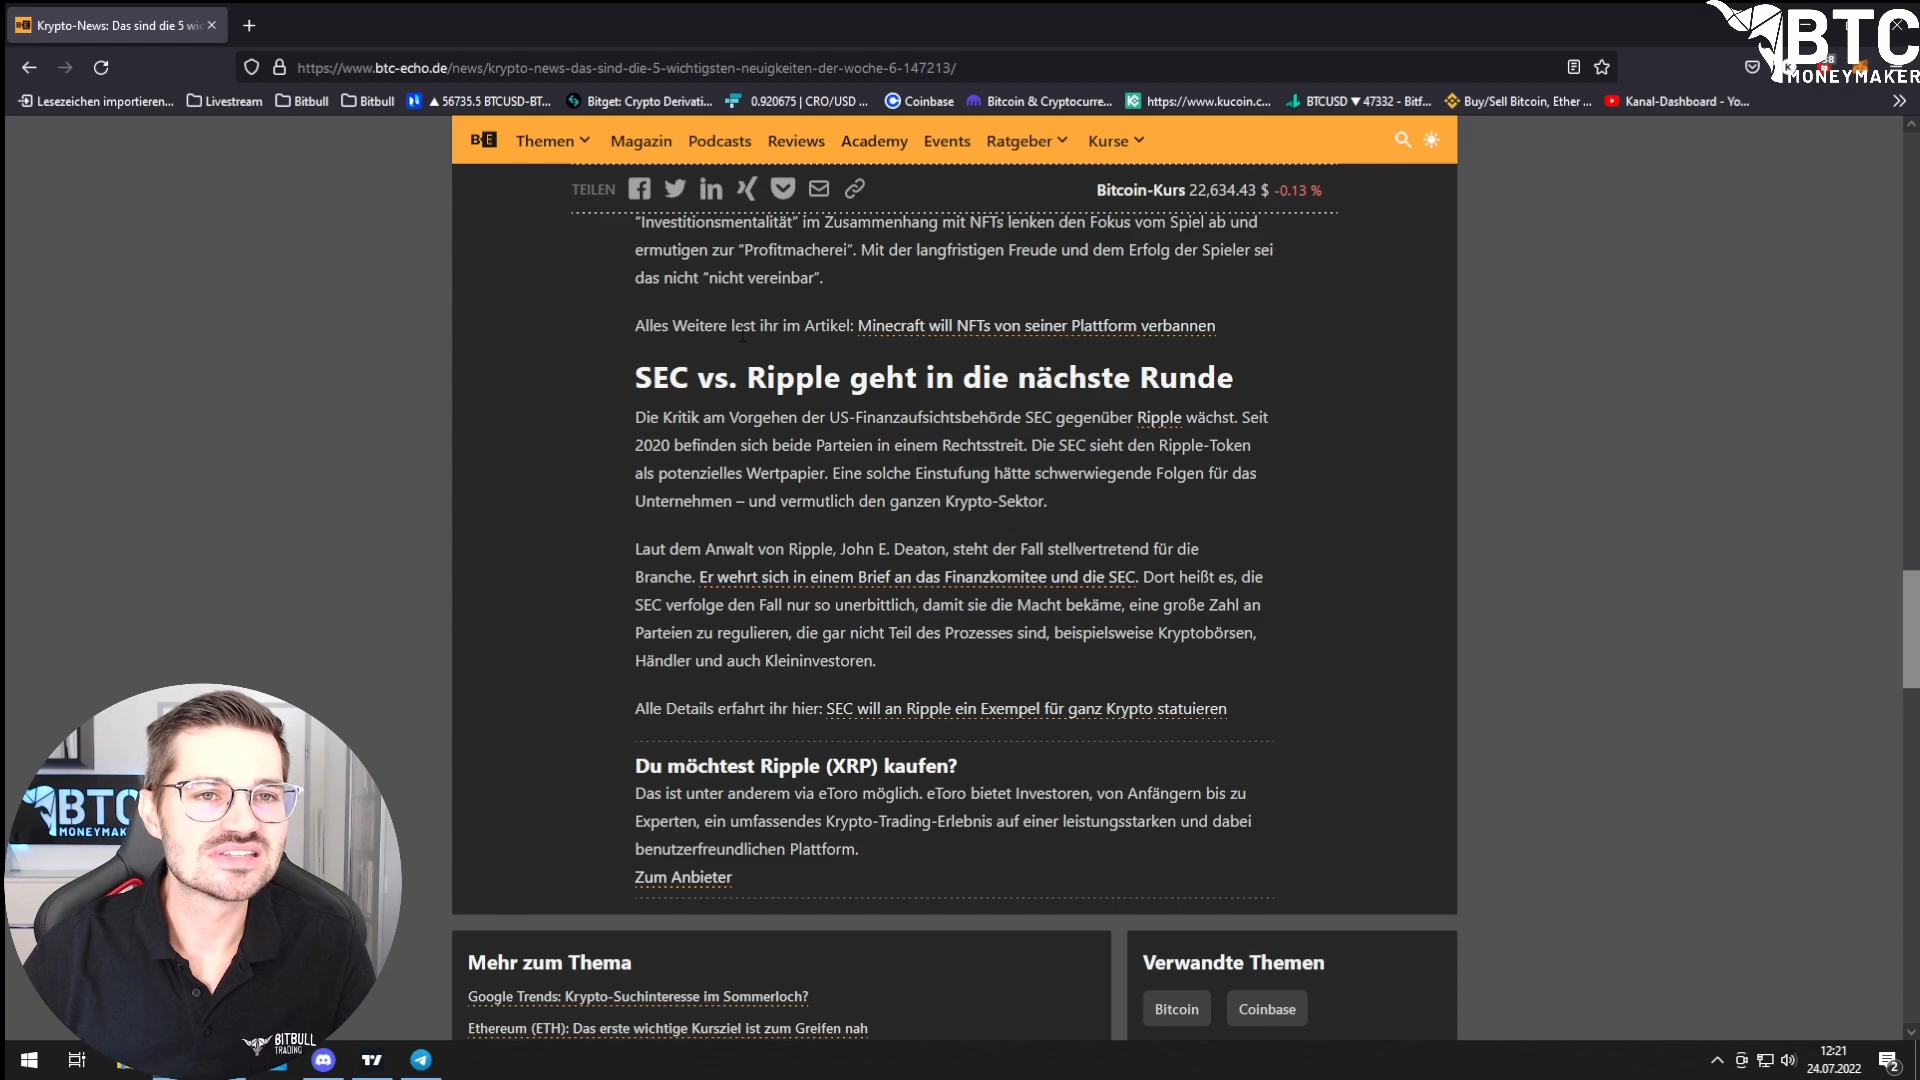 Krypto-News: Das sind die 5 wic
BTC
MONEYMAKER
https://www.btc-echo.de/news/krypto-news-das-sind-die-5-wichtigsten-neuigkeiten-der-woche-6-147213/
Lesezeichen importieren... Livestream Bitbull Bitbull ▲ 56735.5 BTCUSD-BT... Bitget: Crypto Derivati... 0.920675 | CRO/USD ... Coinbase Bitcoin & Cryptocurre... https://www.kucoin.c... BTCUSD ▼ 47332 - Bitf... Buy/Sell Bitcoin, Ether ... Kanal-Dashboard - Yo...
B·E Themen Magazin Podcasts Reviews Academy Events Ratgeber Kurse
TEILEN Bitcoin-Kurs 22,634.43 $ -0.13 %
"Investitionsmentalität" im Zusammenhang mit NFTs lenken den Fokus vom Spiel ab und
ermutigen zur "Profitmacherei". Mit der langfristigen Freude und dem Erfolg der Spieler sei
das nicht "nicht vereinbar".
Alles Weitere lest ihr im Artikel: Minecraft will NFTs von seiner Plattform verbannen
SEC vs. Ripple geht in die nächste Runde
Die Kritik am Vorgehen der US-Finanzaufsichtsbehörde SEC gegenüber Ripple wächst. Seit
2020 befinden sich beide Parteien in einem Rechtsstreit. Die SEC sieht den Ripple-Token
als potenzielles Wertpapier. Eine solche Einstufung hätte schwerwiegende Folgen für das
Unternehmen – und vermutlich den ganzen Krypto-Sektor.
Laut dem Anwalt von Ripple, John E. Deaton, steht der Fall stellvertretend für die
Branche. Er wehrt sich in einem Brief an das Finanzkomitee und die SEC. Dort heißt es, die
SEC verfolge den Fall nur so unerbittlich, damit sie die Macht bekäme, eine große Zahl an
Parteien zu regulieren, die gar nicht Teil des Prozesses sind, beispielsweise Kryptobörsen,
Händler und auch Kleininvestoren.
Alle Details erfahrt ihr hier: SEC will an Ripple ein Exempel für ganz Krypto statuieren
Du möchtest Ripple (XRP) kaufen?
Das ist unter anderem via eToro möglich. eToro bietet Investoren, von Anfängern bis zu
Experten, ein umfassendes Krypto-Trading-Erlebnis auf einer leistungsstarken und dabei
benutzerfreundlichen Plattform.
Zum Anbieter
BTC
MONEYMAK
Mehr zum Thema
Google Trends: Krypto-Suchinteresse im Sommerloch?
Ethereum (ETH): Das erste wichtige Kursziel ist zum Greifen nah
Verwandte Themen
Bitcoin Coinbase
BITBULL
TRADING
12:21
24.07.2022
2